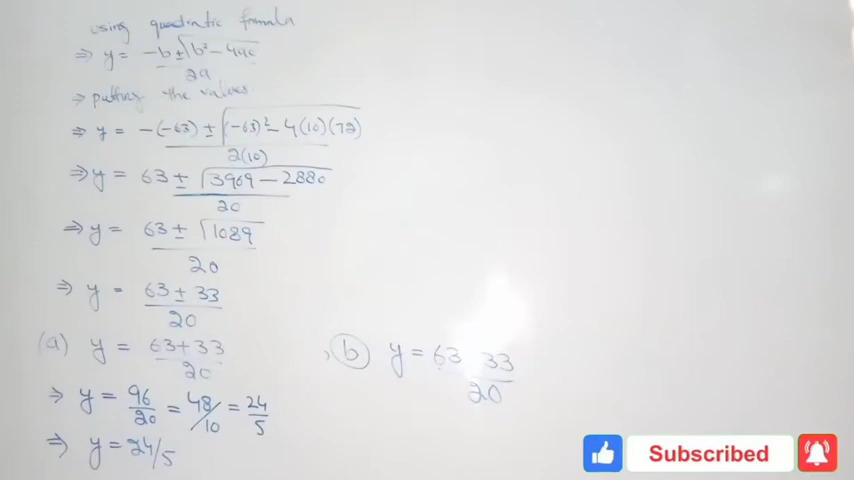 using quadratic formula
⇒ y = -b ± √b² - 4ac / 2a
⇒ putting the values
⇒ y = -(-63) ± √(-63)² - 4(10)(72) / 2(10)
⇒ y = 63 ± √3969 - 2880 / 20
⇒ y = 63 ± √1089 / 20
⇒ y = 63 ± 33 / 20
(a) y = 63 + 33 / 20
⇒ y = 96/20 = 48/10 = 24/5
⇒ y = 24/5
, (b) y = 63 33 / 20
Subscribed